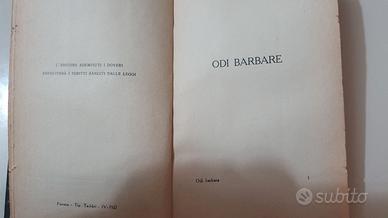 L'EDITORE ADEMPIUTI I DOVERI
ESERCITERÀ I DIRITTI SANCITI DALLE LEGGI
ODI BARBARE
Odi barbare
1
subito